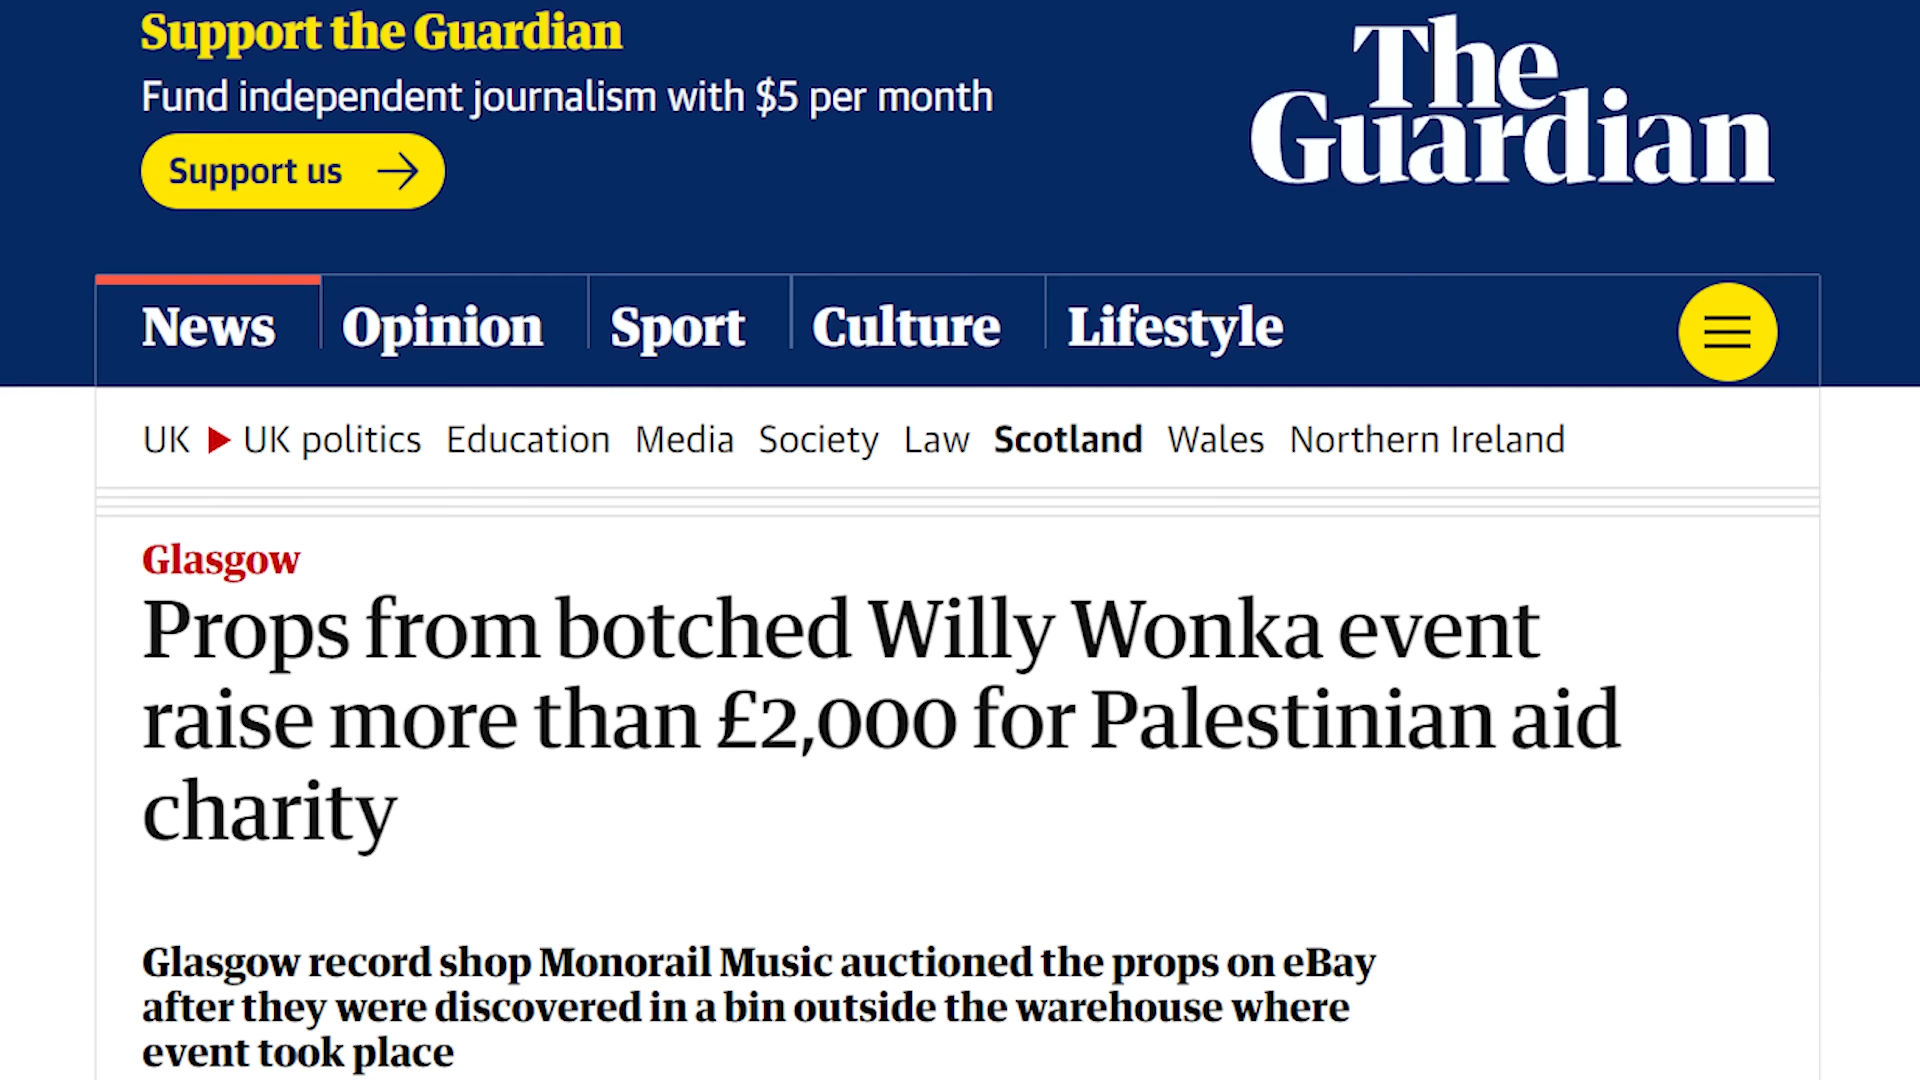 Support the Guardian
Fund independent journalism with $5 per month
Support us
The
Guardian
News Opinion Sport Culture Lifestyle
UK UK politics Education Media Society Law Scotland Wales Northern Ireland
Glasgow
Props from botched Willy Wonka event
raise more than £2,000 for Palestinian aid
charity
Glasgow record shop Monorail Music auctioned the props on eBay
after they were discovered in a bin outside the warehouse where
event took place